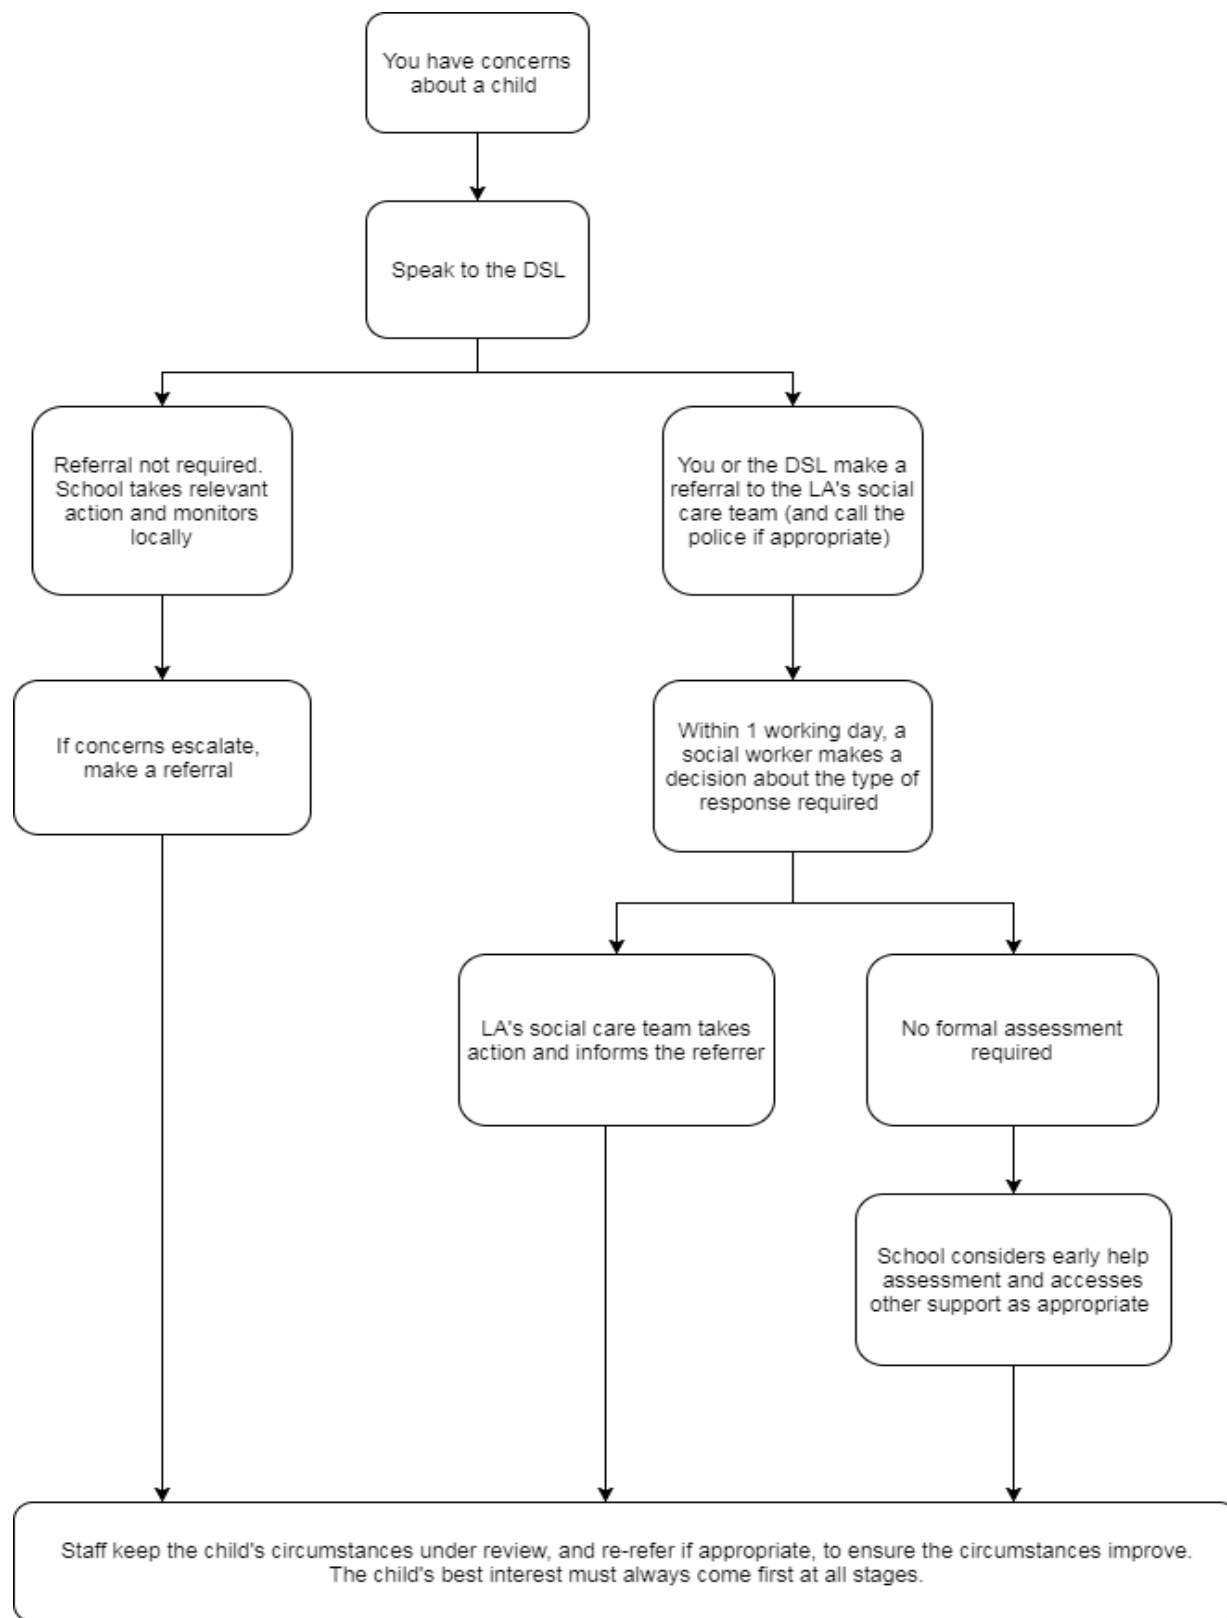 You have concerns
about a child
Speak to the DSL
Referral not required.
School takes relevant
action and monitors
locally
You or the DSL make a
referral to the LA's social
care team (and call the
police if appropriate)
If concerns escalate,
make a referral
Within 1 working day, a
social worker makes a
decision about the type of
response required
LA's social care team takes
action and informs the referrer
No formal assessment
required
School considers early help
assessment and accesses
other support as appropriate
Staff keep the child's circumstances under review, and re-refer if appropriate, to ensure the circumstances improve.
The child's best interest must always come first at all stages.